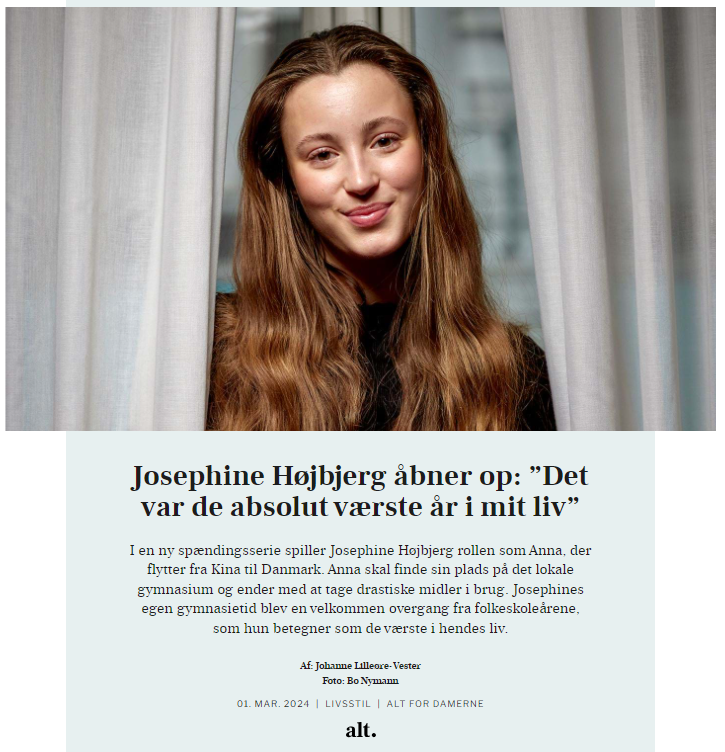 Josephine Højbjerg åbner op: ”Det
var de absolut værste år i mit liv”
I en ny spændingsserie spiller Josephine Højbjerg rollen som Anna, der
flytter fra Kina til Danmark. Anna skal finde sin plads på det lokale
gymnasium og ender med at tage drastiske midler i brug. Josephines
egen gymnasietid blev en velkommen overgang fra folkeskoleårene,
som hun betegner som de værste i hendes liv.
Af: Johanne Lilleøre-Vester
Foto: Bo Nymann
01. MAR. 2024 | LIVSSTIL | ALT FOR DAMERNE
alt.